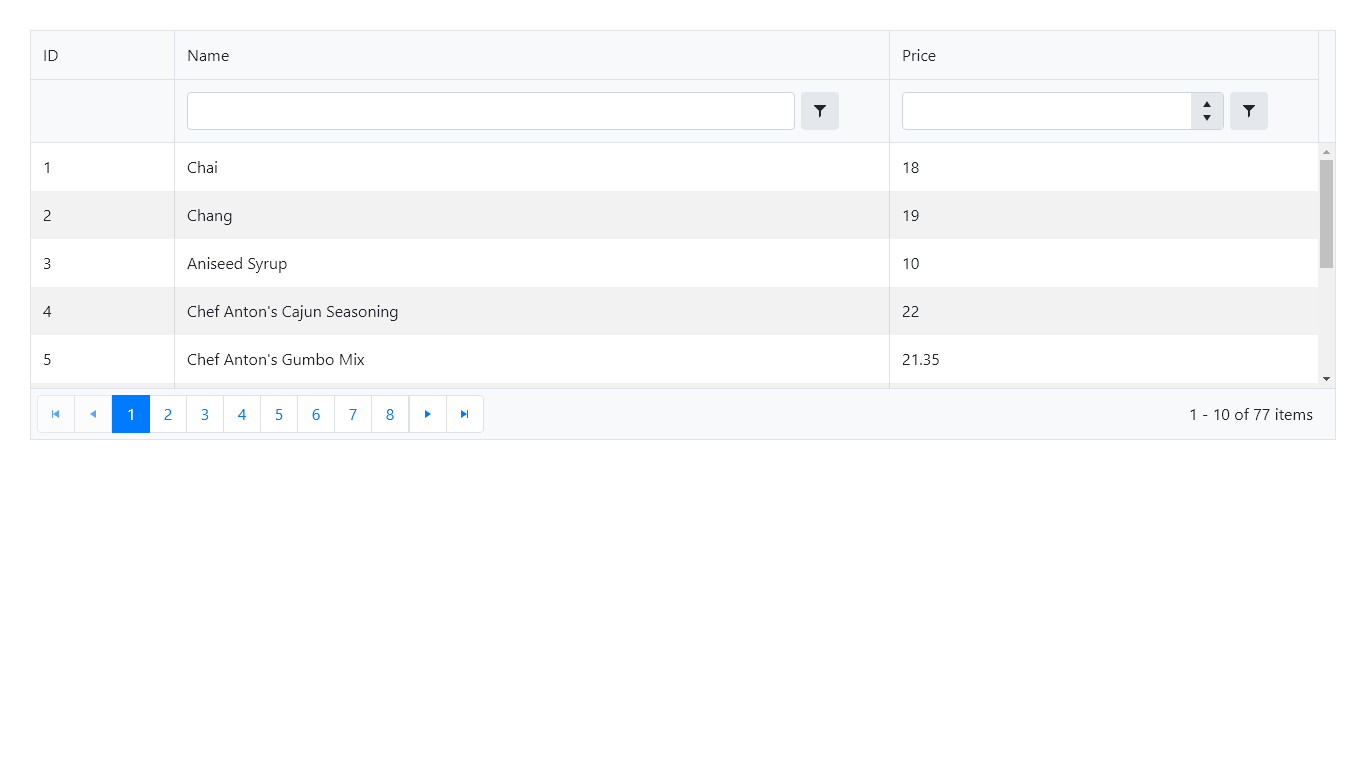 ID Name Price
1 Chai 18
2 Chang 19
3 Aniseed Syrup 10
4 Chef Anton's Cajun Seasoning 22
5 Chef Anton's Gumbo Mix 21.35
1 2 3 4 5 6 7 8 1 - 10 of 77 items